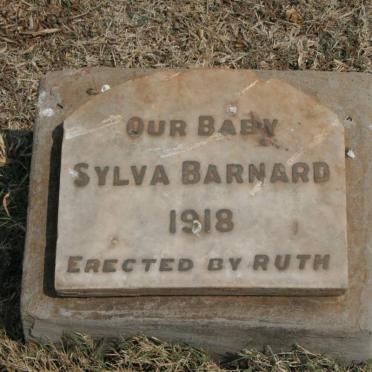 OUR BABY
SYLVA BARNARD
1918
ERECTED BY RUTH